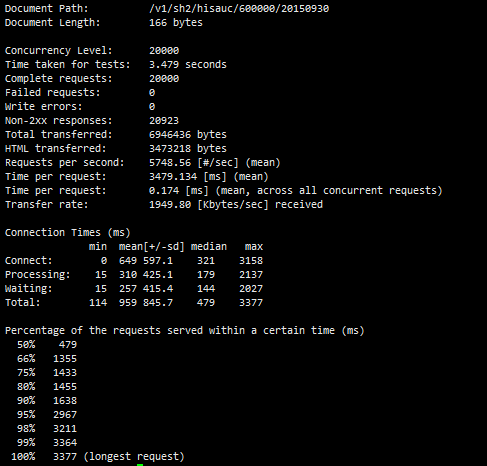 Document Path: /v1/sh2/hisauc/600000/20150930
Document Length: 166 bytes
Concurrency Level: 20000
Time taken for tests: 3.479 seconds
Complete requests: 20000
Failed requests: 0
Write errors: 0
Non-2xx responses: 20923
Total transferred: 6946436 bytes
HTML transferred: 3473218 bytes
Requests per second: 5748.56 [#/sec] (mean)
Time per request: 3479.134 [ms] (mean)
Time per request: 0.174 [ms] (mean, across all concurrent requests)
Transfer rate: 1949.80 [Kbytes/sec] received
Connection Times (ms)
min mean[+/-sd] median max
Connect: 0 649 597.1 321 3158
Processing: 15 310 425.1 179 2137
Waiting: 15 257 415.4 144 2027
Total: 114 959 845.7 479 3377
Percentage of the requests served within a certain time (ms)
50% 479
66% 1355
75% 1433
80% 1455
90% 1638
95% 2967
98% 3211
99% 3364
100% 3377 (longest request)